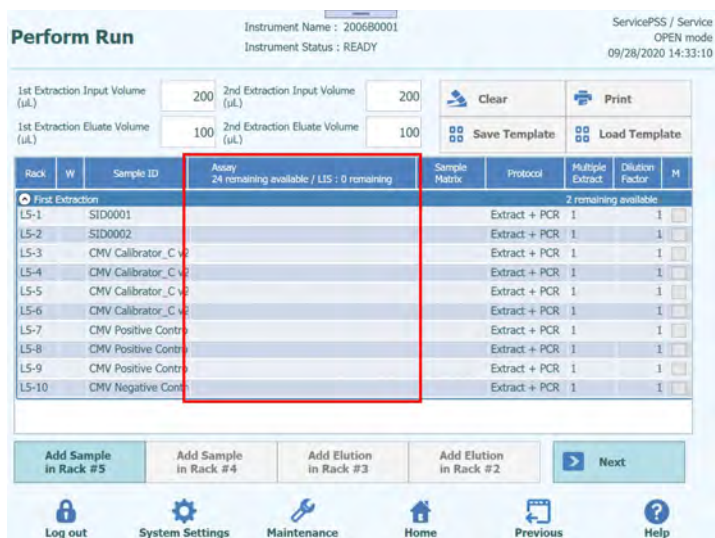 Perform Run
Instrument Name : 2006B0001
Instrument Status : READY
ServicePSS / Service
OPEN mode
09/28/2020 14:33:10
1st Extraction Input Volume (µL) 200 2nd Extraction Input Volume (µL) 200 Clear Print
1st Extraction Eluate Volume (µL) 100 2nd Extraction Eluate Volume (µL) 100 Save Template Load Template
Rack W Sample ID Assay 24 remaining available / LIS : 0 remaining Sample Matrix Protocol Multiple Extract Dilution Factor M
First Extraction 2 remaining available
L5-1 SID0001 Extract + PCR 1 1
L5-2 SID0002 Extract + PCR 1 1
L5-3 CMV Calibrator_C v2 Extract + PCR 1 1
L5-4 CMV Calibrator_C v2 Extract + PCR 1 1
L5-5 CMV Calibrator_C v2 Extract + PCR 1 1
L5-6 CMV Calibrator_C v2 Extract + PCR 1 1
L5-7 CMV Positive Contro Extract + PCR 1 1
L5-8 CMV Positive Contro Extract + PCR 1 1
L5-9 CMV Positive Contro Extract + PCR 1 1
L5-10 CMV Negative Contr Extract + PCR 1 1
Add Sample in Rack #5 Add Sample in Rack #4 Add Elution in Rack #3 Add Elution in Rack #2 Next
Log out System Settings Maintenance Home Previous Help